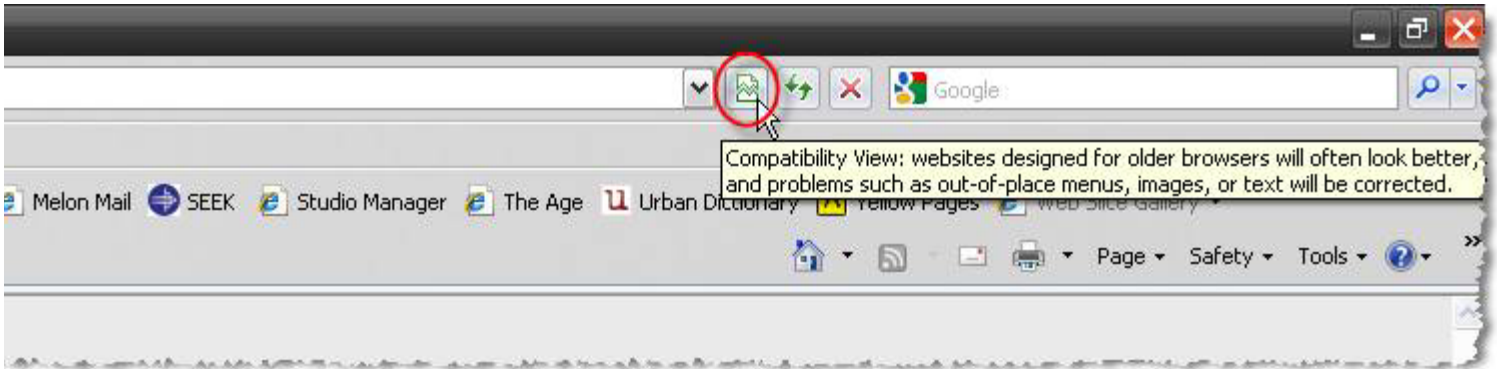 Google
Compatibility View: websites designed for older browsers will often look better,
and problems such as out-of-place menus, images, or text will be corrected.
Melon Mail SEEK Studio Manager The Age Urban Dictionary Yellow Pages Web Slice Gallery
Page Safety Tools